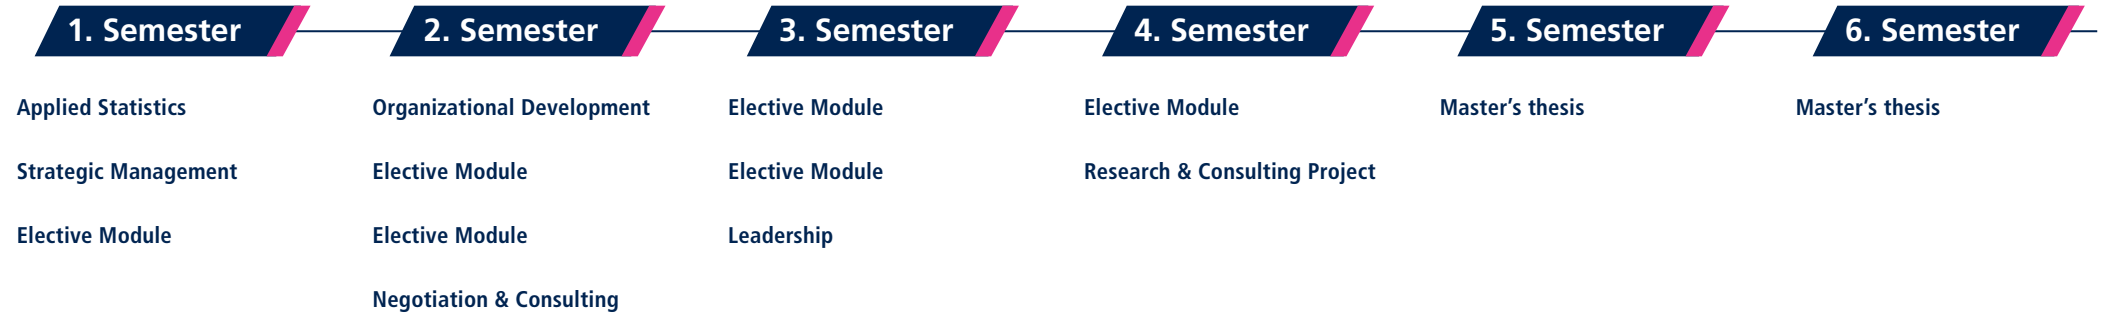 1. Semester
2. Semester
3. Semester
4. Semester
5. Semester
6. Semester
Applied Statistics
Organizational Development
Elective Module
Elective Module
Master’s thesis
Master’s thesis
Strategic Management
Elective Module
Elective Module
Research & Consulting Project
Elective Module
Elective Module
Leadership
Negotiation & Consulting